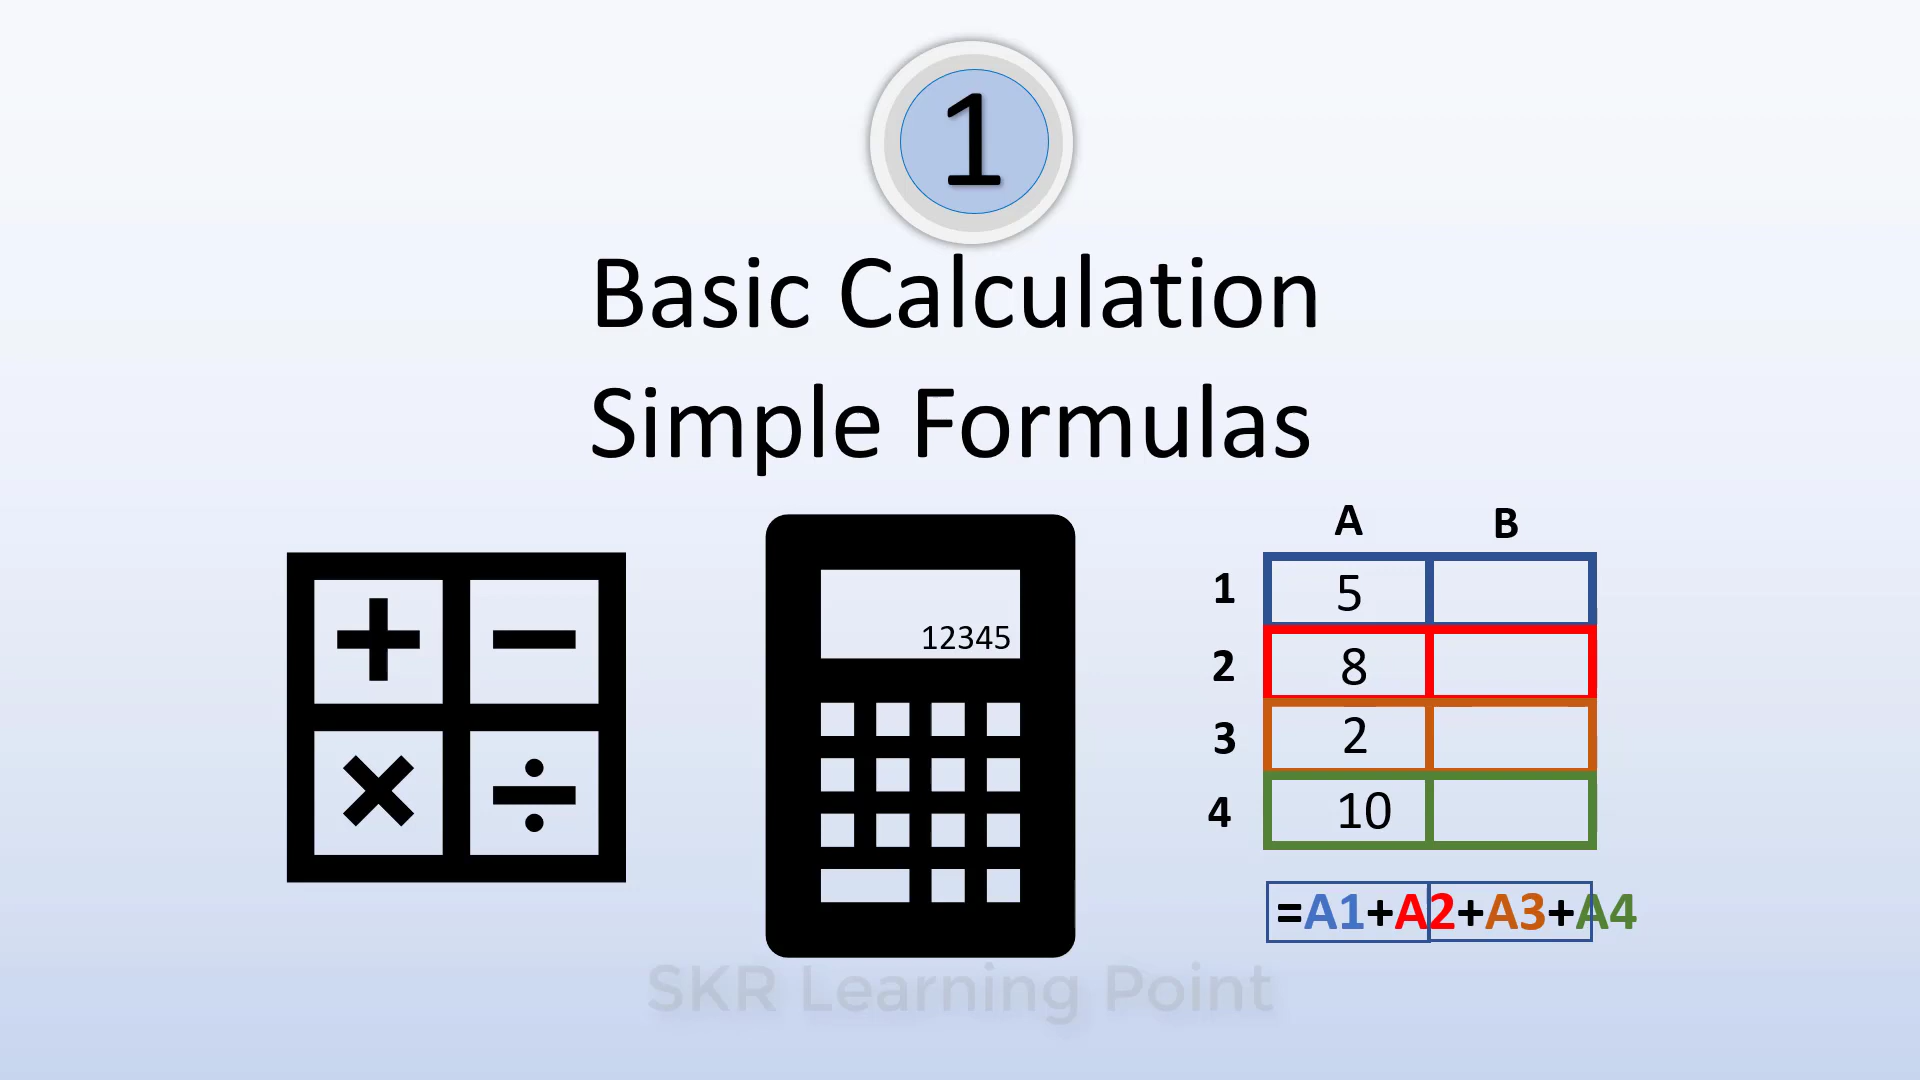 1
Basic Calculation
Simple Formulas
+ −
× ÷
12345
A B
1 5
2 8
3 2
4 10
=A1+A2+A3+A4
SKR Learning Point